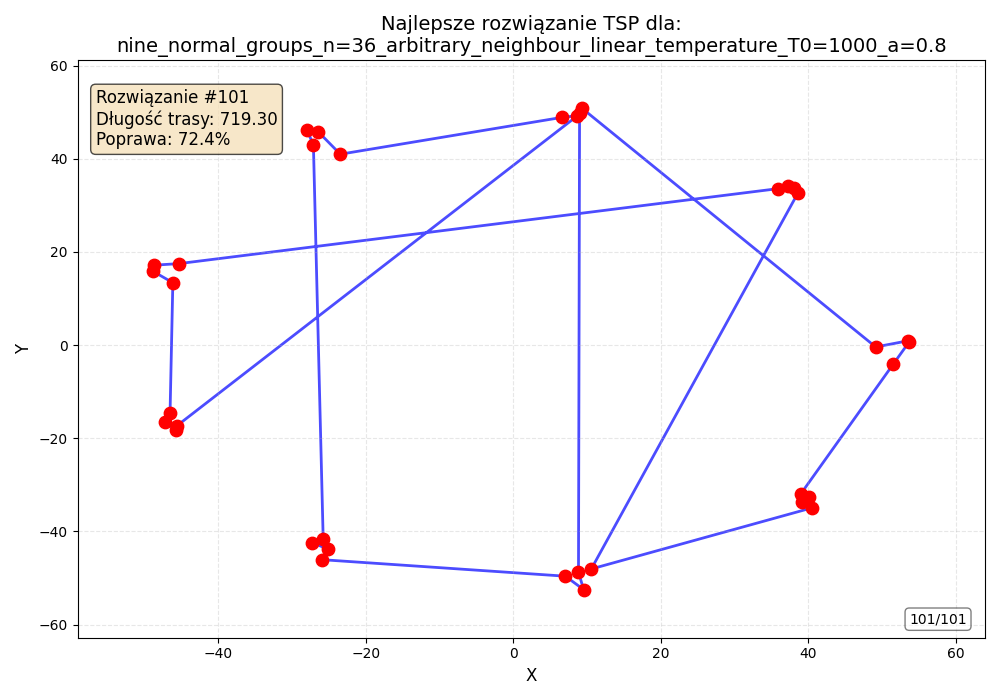 Najlepsze rozwiązanie TSP dla:
nine_normal_groups_n=36_arbitrary_neighbour_linear_temperature_T0=1000_a=0.8
Rozwiązanie #101
Długość trasy: 719.30
Poprawa: 72.4%
60
40
20
0
−20
−40
−60
Y
101/101
−40
−20
0
20
40
60
X